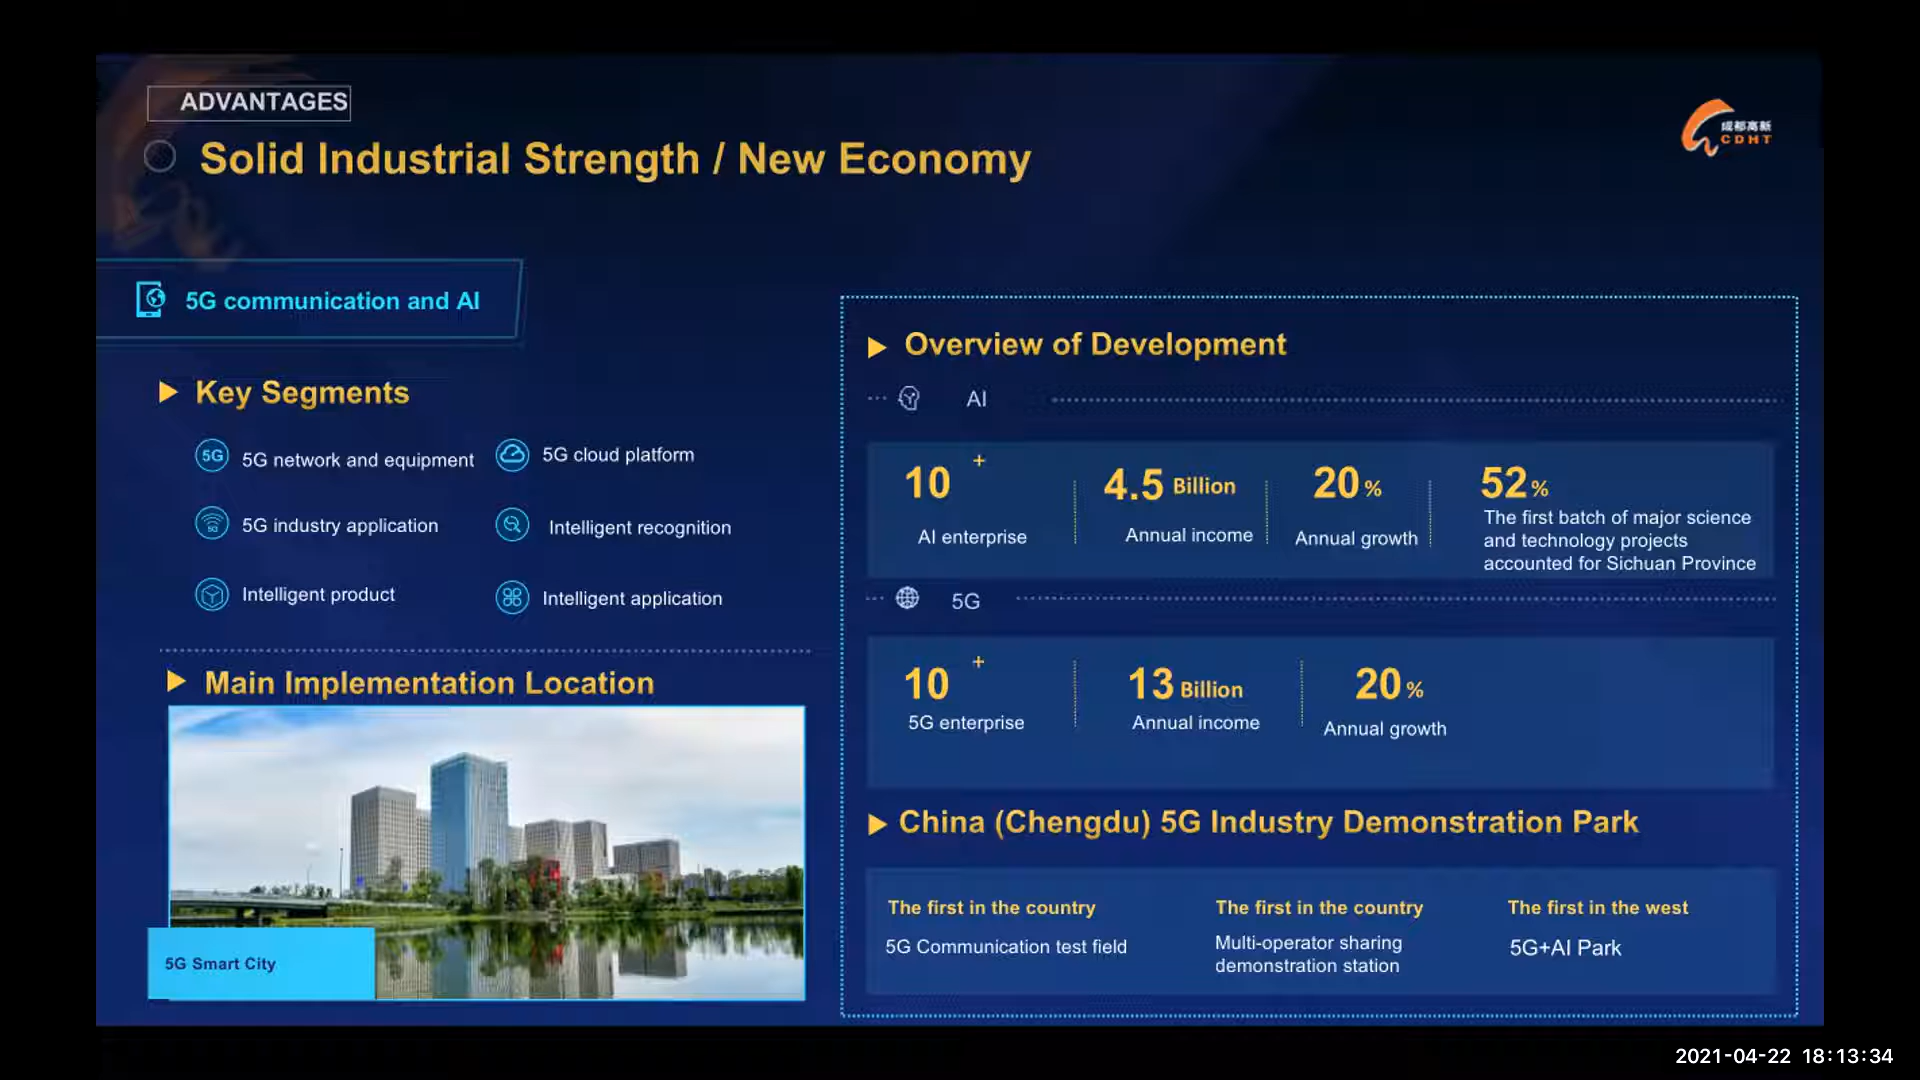 ADVANTAGES
Solid Industrial Strength / New Economy
成都高新
CDHT
5G communication and AI
Key Segments
5G
5G network and equipment
5G cloud platform
5G
5G industry application
Intelligent recognition
Intelligent product
Intelligent application
Main Implementation Location
5G Smart City
Overview of Development
AI
10 +
AI enterprise
4.5 Billion
Annual income
20 %
Annual growth
52 %
The first batch of major science
and technology projects
accounted for Sichuan Province
5G
10 +
5G enterprise
13 Billion
Annual income
20 %
Annual growth
China (Chengdu) 5G Industry Demonstration Park
The first in the country
5G Communication test field
The first in the country
Multi-operator sharing
demonstration station
The first in the west
5G+AI Park
2021-04-22 18:13:34